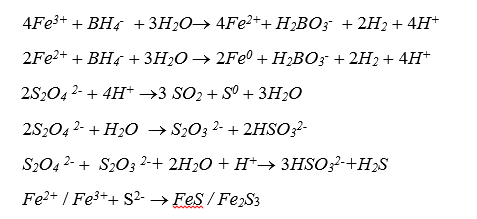 4Fe³⁺ + BH₄⁻ + 3H₂O→ 4Fe²⁺+ H₂BO₃⁻ + 2H₂ + 4H⁺
2Fe²⁺ + BH₄⁻ + 3H₂O → 2Fe⁰ + H₂BO₃⁻ + 2H₂ + 4H⁺
2S₂O₄ ²⁻ + 4H⁺ →3 SO₂ + S⁰ + 3H₂O
2S₂O₄ ²⁻ + H₂O → S₂O₃ ²⁻ + 2HSO₃²⁻
S₂O₄ ²⁻ + S₂O₃ ²⁻+ 2H₂O + H⁺→ 3HSO₃²⁻+H₂S
Fe²⁺ / Fe³⁺+ S²⁻ → FeS / Fe₂S₃